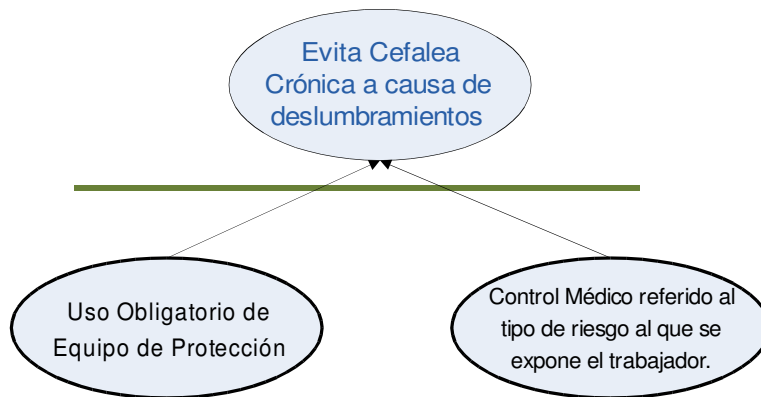 Evita Cefalea
Crónica a causa de
deslumbramientos
Uso Obligatorio de
Equipo de Protección
Control Médico referido al
tipo de riesgo al que se
expone el trabajador.